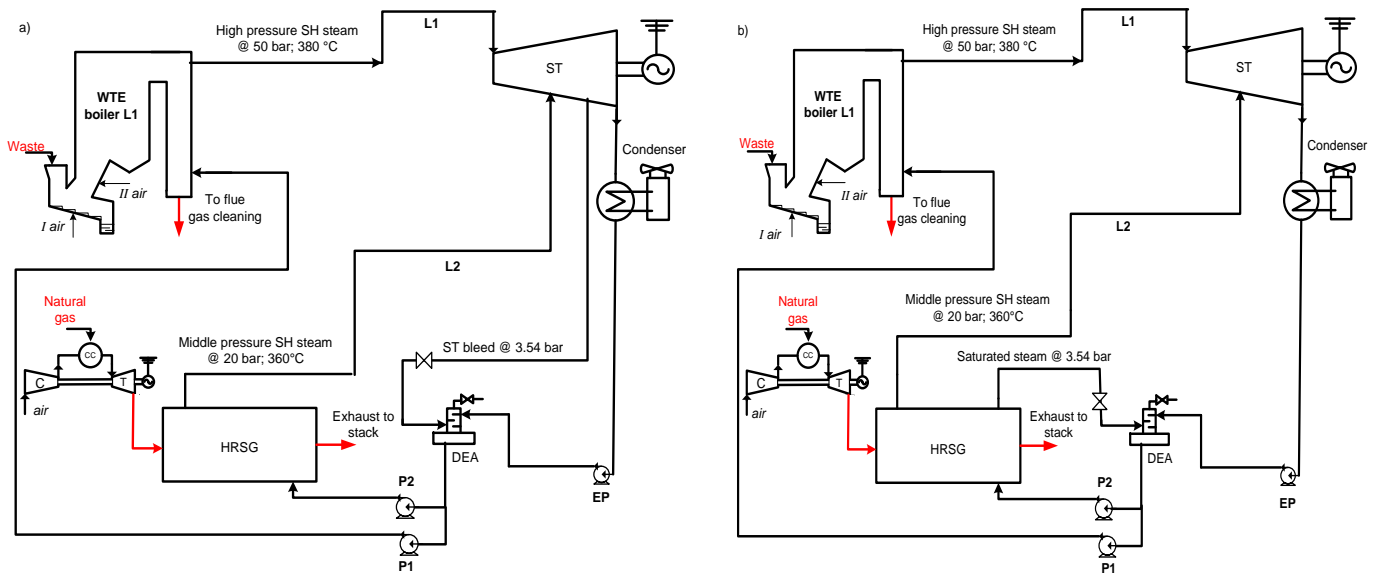 a)
High pressure SH steam
@ 50 bar; 380 °C
L1
ST
WTE
boiler L1
Waste
II air
I air
To flue
gas cleaning
Condenser
L2
Natural
gas
CC
C
T
air
Middle pressure SH steam
@ 20 bar; 360°C
ST bleed @ 3.54 bar
HRSG
Exhaust to
stack
DEA
P2
EP
P1
b)
High pressure SH steam
@ 50 bar; 380 °C
L1
ST
WTE
boiler L1
Waste
II air
I air
To flue
gas cleaning
Condenser
L2
Natural
gas
CC
C
T
air
Middle pressure SH steam
@ 20 bar; 360°C
Saturated steam @ 3.54 bar
HRSG
Exhaust to
stack
DEA
P2
EP
P1